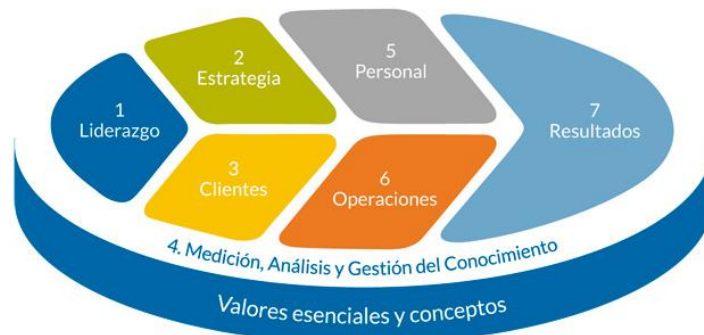 1
Liderazgo
2
Estrategia
3
Clientes
5
Personal
6
Operaciones
7
Resultados
4. Medición, Análisis y Gestión del Conocimiento
Valores esenciales y conceptos